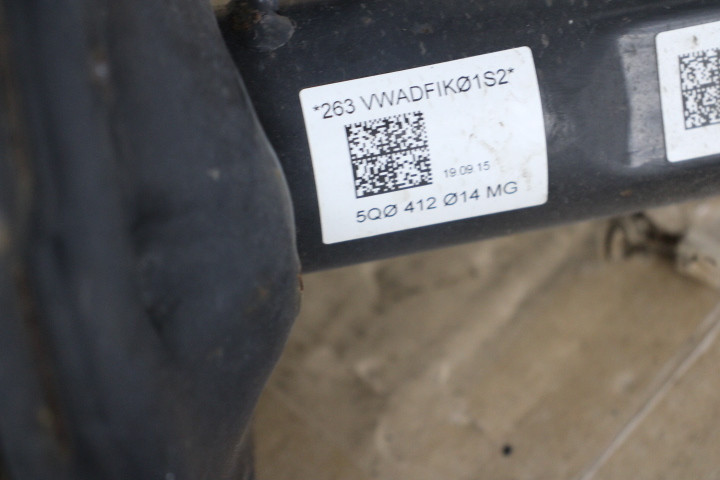 *263 VWADFIKØ1S2*
19.09.15
5QØ 412 Ø14 MG